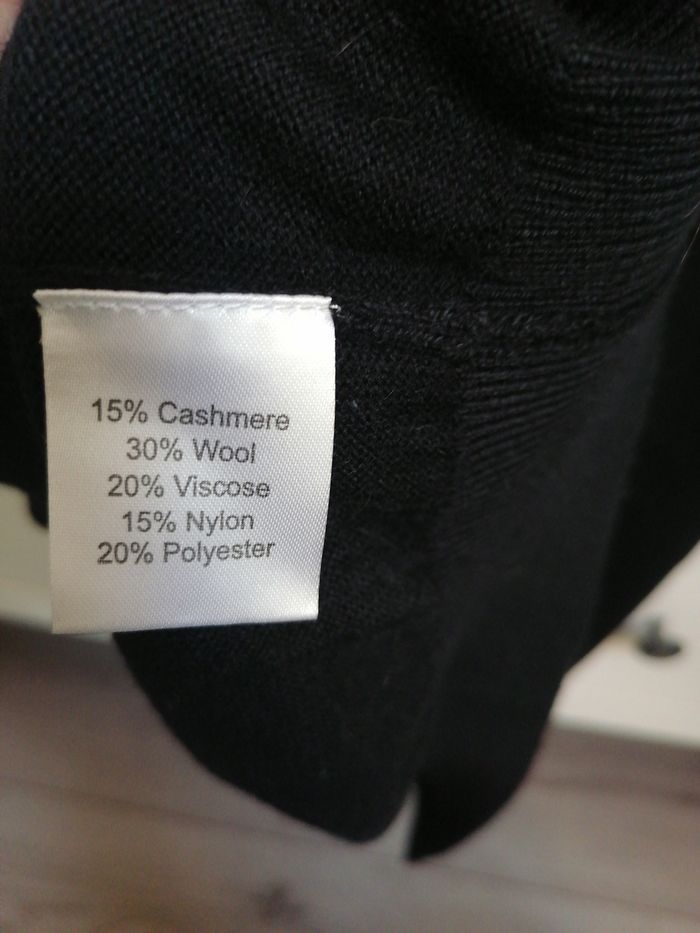 15% Cashmere
30% Wool
20% Viscose
15% Nylon
20% Polyester